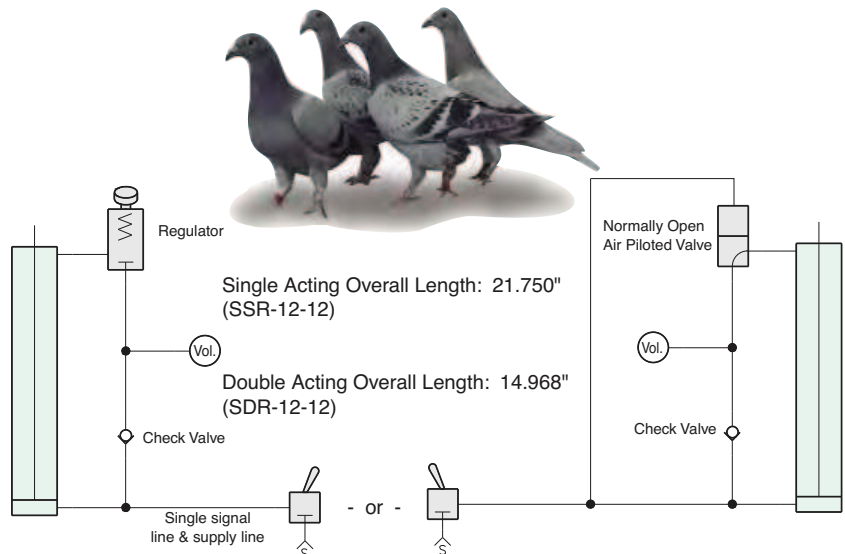 Regulator
Normally Open
Air Piloted Valve
Single Acting Overall Length:  21.750"
(SSR-12-12)
Vol.
Vol.
Double Acting Overall Length:  14.968"
(SDR-12-12)
Check Valve
Check Valve
- or -
Single signal
line & supply line
S
S